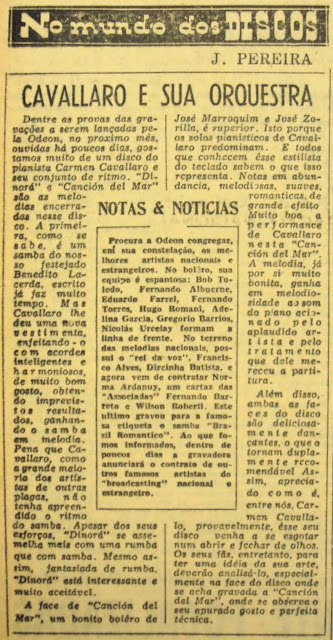 No mundo dos DISCOS
J. PEREIRA
CAVALLARO E SUA ORQUESTRA
Dentre as provas das gra-
vações a serem lançadas pe-
la Odeon, no proximo mês,
ouvidas há poucos dias, gos-
tamos muito de um disco do
pianista Carmen Cavallaro e
seu conjunto de ritmo. "Di-
norá" e "Canción del Mar"
são as melo-
dias encerra-
das nesse dis-
co. A primei-
ra, como se
sabe, é um
samba do nos-
so festejado
Benedito La-
cerda, escrito
já faz muito
tempo. Mas
Cavallaro lhe
deu uma nova
vestimenta,
enfeitando-o
com acordes
inteligentes e
harmoniosos,
de muito bom
gosto, obten-
do imprevis-
tos resulta-
dos, ganhan-
do o samba
em melodia.
Pena que Ca-
vallaro, como
a grande maio-
ria dos artis-
tas de outras
plagas, não
tenha apreen-
dido o ritmo
do samba. Apesar dos seus
esforços, "Dinorá" se asse-
melha mais com uma rumba
que com samba. Mesmo as-
sim, fantasiada de rumba,
"Dinorá" está interessante e
muito aceitável.
A face de "Canción del
Mar", um bonito bolero de
José Marroquim e José Zo-
rilla, é superior. Isto porque
os solos pianisticos de Caval-
laro predominam. E todos
que conhecem êsse estilista
do teclado sabem o que isso
representa. Notas em abu-
dancia, melodiosas, suaves,
romanticas, de
grande efeito
Muito boa a
performance
de Cavallaro
nesta "Can-
ción del Mar".
A melodia, já
por si muito
bonita, ganha
em melodio-
sidade a som
do piano acio-
nado pelo
aplaudido ar-
tista e pelo
tratamento
que dele me-
receu a parti-
tura.
Além disso,
ambas as fa-
ces do disco
são deliciosa-
mente dan-
cantes, o que o
tornam dupla-
mente recom-
mendável As-
sim, aprecia-
do como é,
entre nós, Car-
men Cavalla-
lo, provavelmente, êsse seu
disco venha a se esgotar
num abrir e fechar de olhos.
Os seus fãs, entretanto, para
ter uma idéia da sua arte,
deverão analisá-lo, especial-
mente na face do disco onde
se acha gravada a "Canción
del Mar", onde se observa o
seu apurado gosto e perfeita
técnica.
NOTAS & NOTICIAS
Procura a Odeon congregar,
em sua constelação, os me-
lhores artistas nacionais e
estrangeiros. No boléro, sua
equipo é espantosa: Bob To-
ledo, Fernando Alburne,
Eduardo Farrel, Fernando
Torres, Hugo Romani, Ade-
lina Garcia, Gregorio Barrios,
Nicolás Urcelay formam a
linha de frente. No terreno
das melodias nacionais, pos-
sui o "rei da voz", Francis-
co Alves, Dircinha Batista, e
agora vem de contratar Nor-
ma Ardanuy, um cartaz das
"Associadas" Fernando Bar-
reto e Wilson Roberti. Este
ultimo gravou para a famo-
sa etiqueta o samba "Bra-
sil Romantico". Ao que fo-
mos informados, dentro de
poucos dias a gravadora
anunciará o contrato de ou-
tros famosos artistas do
"broadcasting" nacional e
estrangeiro.